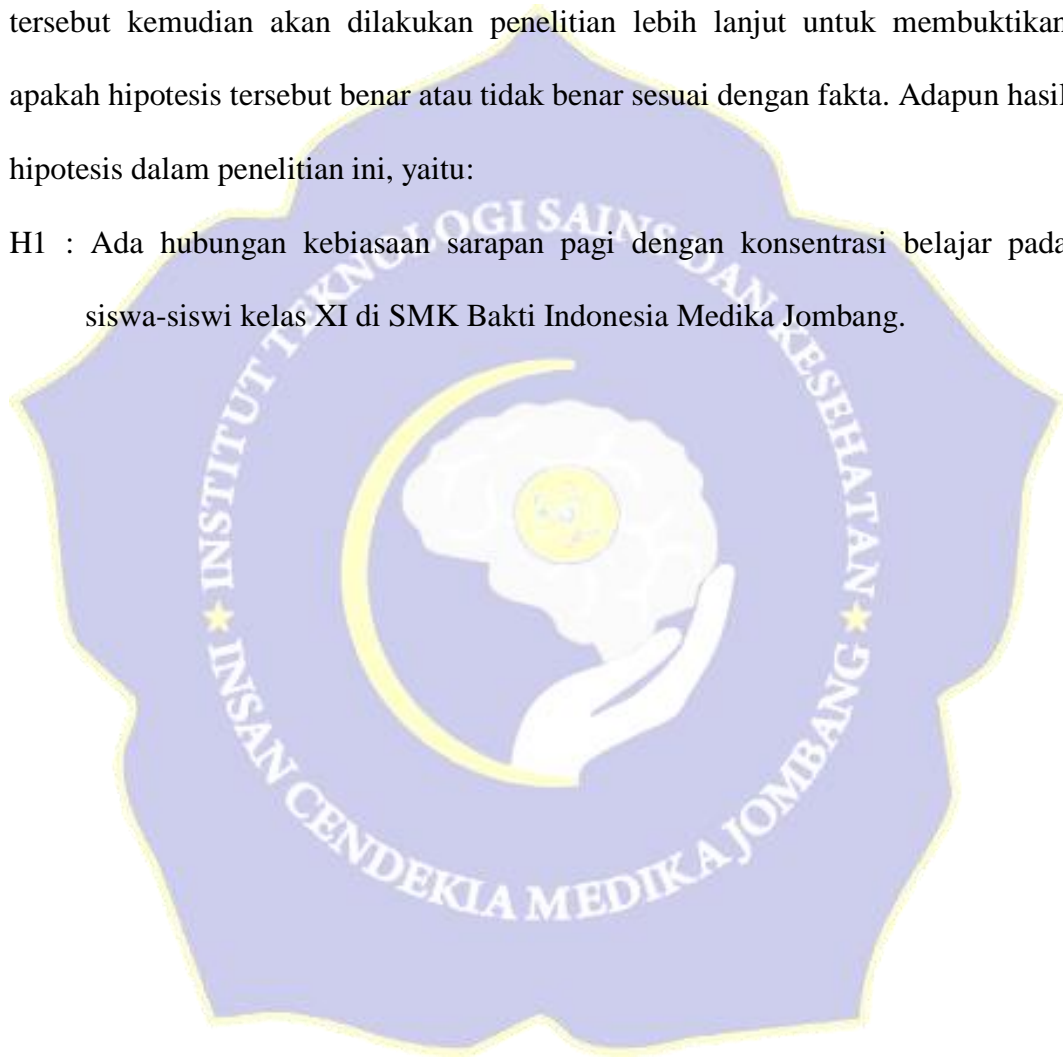 tersebut kemudian akan dilakukan penelitian lebih lanjut untuk membuktikan
apakah hipotesis tersebut benar atau tidak benar sesuai dengan fakta. Adapun hasil
hipotesis dalam penelitian ini, yaitu:
H1 : Ada hubungan kebiasaan sarapan pagi dengan konsentrasi belajar pada
siswa-siswi kelas XI di SMK Bakti Indonesia Medika Jombang.
INSTITUT TEKNOLOGI SAINS DAN KESEHATAN
INSAN CENDEKIA MEDIKA JOMBANG